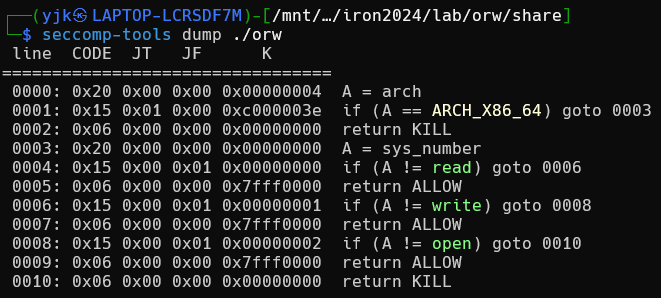 ┌──(yjk㉿LAPTOP-LCRSDF7M)-[/mnt/…/iron2024/lab/orw/share]
└─$ seccomp-tools dump ./orw
 line  CODE  JT   JF      K
=================================
 0000: 0x20 0x00 0x00 0x00000004  A = arch
 0001: 0x15 0x01 0x00 0xc000003e  if (A == ARCH_X86_64) goto 0003
 0002: 0x06 0x00 0x00 0x00000000  return KILL
 0003: 0x20 0x00 0x00 0x00000000  A = sys_number
 0004: 0x15 0x00 0x01 0x00000000  if (A != read) goto 0006
 0005: 0x06 0x00 0x00 0x7fff0000  return ALLOW
 0006: 0x15 0x00 0x01 0x00000001  if (A != write) goto 0008
 0007: 0x06 0x00 0x00 0x7fff0000  return ALLOW
 0008: 0x15 0x00 0x01 0x00000002  if (A != open) goto 0010
 0009: 0x06 0x00 0x00 0x7fff0000  return ALLOW
 0010: 0x06 0x00 0x00 0x00000000  return KILL